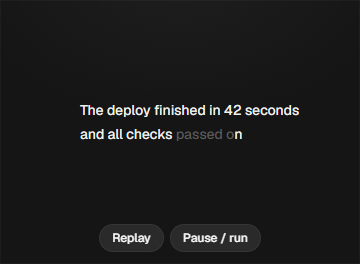 The deploy finished in 42 seconds
and all checks passed on
Replay
Pause / run